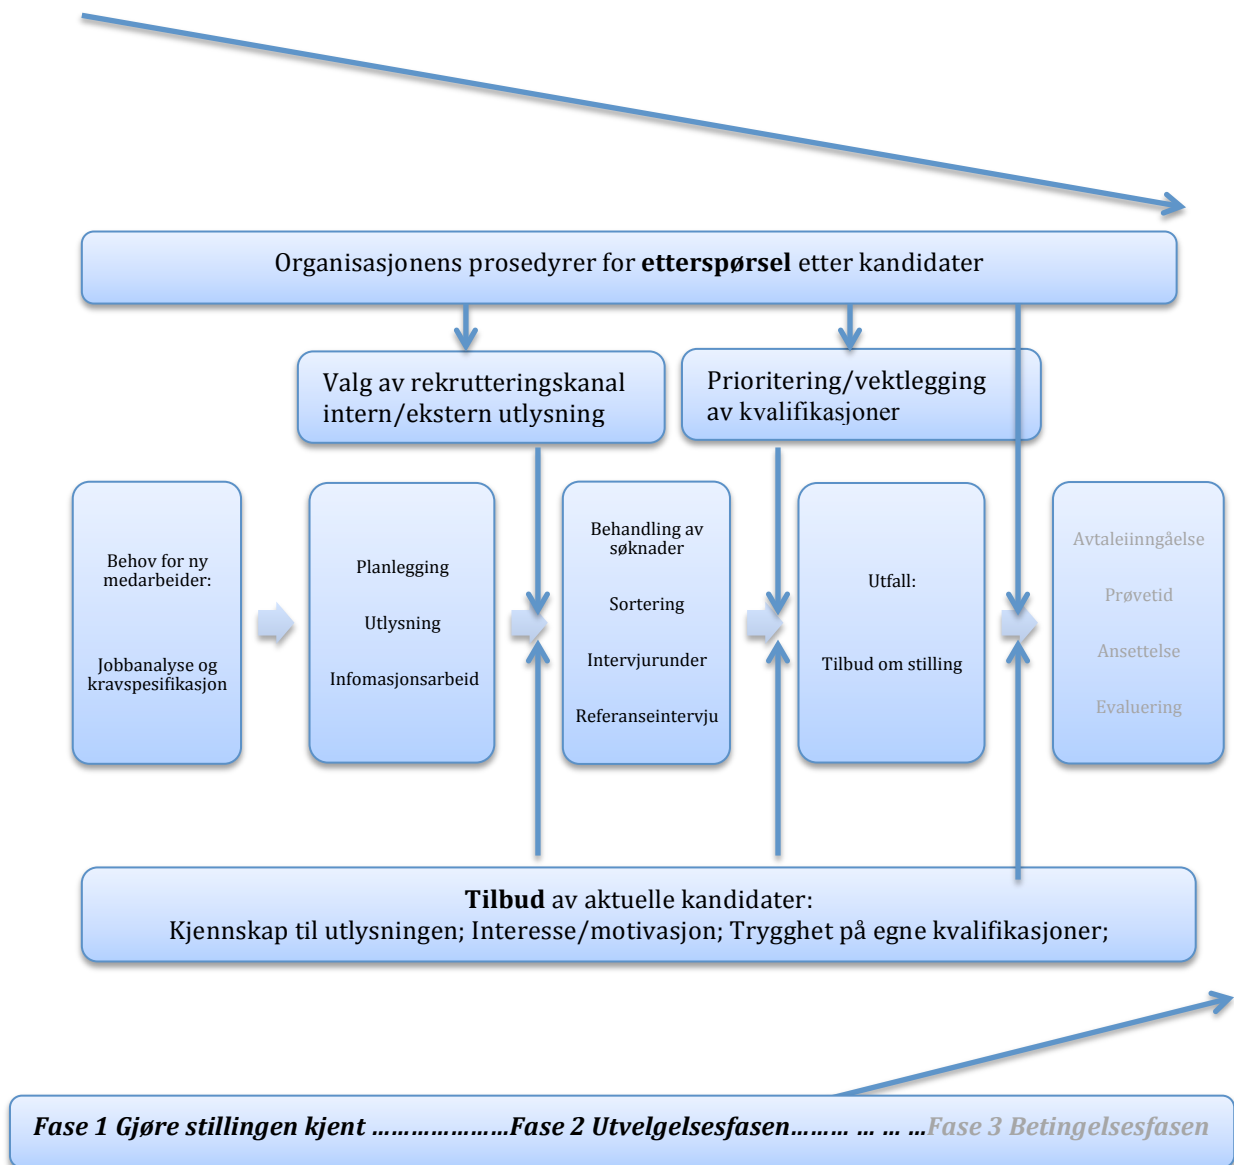 Organisasjonens prosedyrer for etterspørsel etter kandidater
Valg av rekrutteringskanal
intern/ekstern utlysning
Prioritering/vektlegging
av kvalifikasjoner
Behov for ny
medarbeider:
Jobbanalyse og
kravspesifikasjon
Planlegging
Utlysning
Infomasjonsarbeid
Behandling av
søknader
Sortering
Intervjurunder
Referanseintervju
Utfall:
Tilbud om stilling
Avtaleiinngåelse
Prøvetid
Ansettelse
Evaluering
Tilbud av aktuelle kandidater:
Kjennskap til utlysningen; Interesse/motivasjon; Trygghet på egne kvalifikasjoner;
Fase 1 Gjøre stillingen kjent …………………Fase 2 Utvelgelsesfasen……… … … …Fase 3 Betingelsesfasen